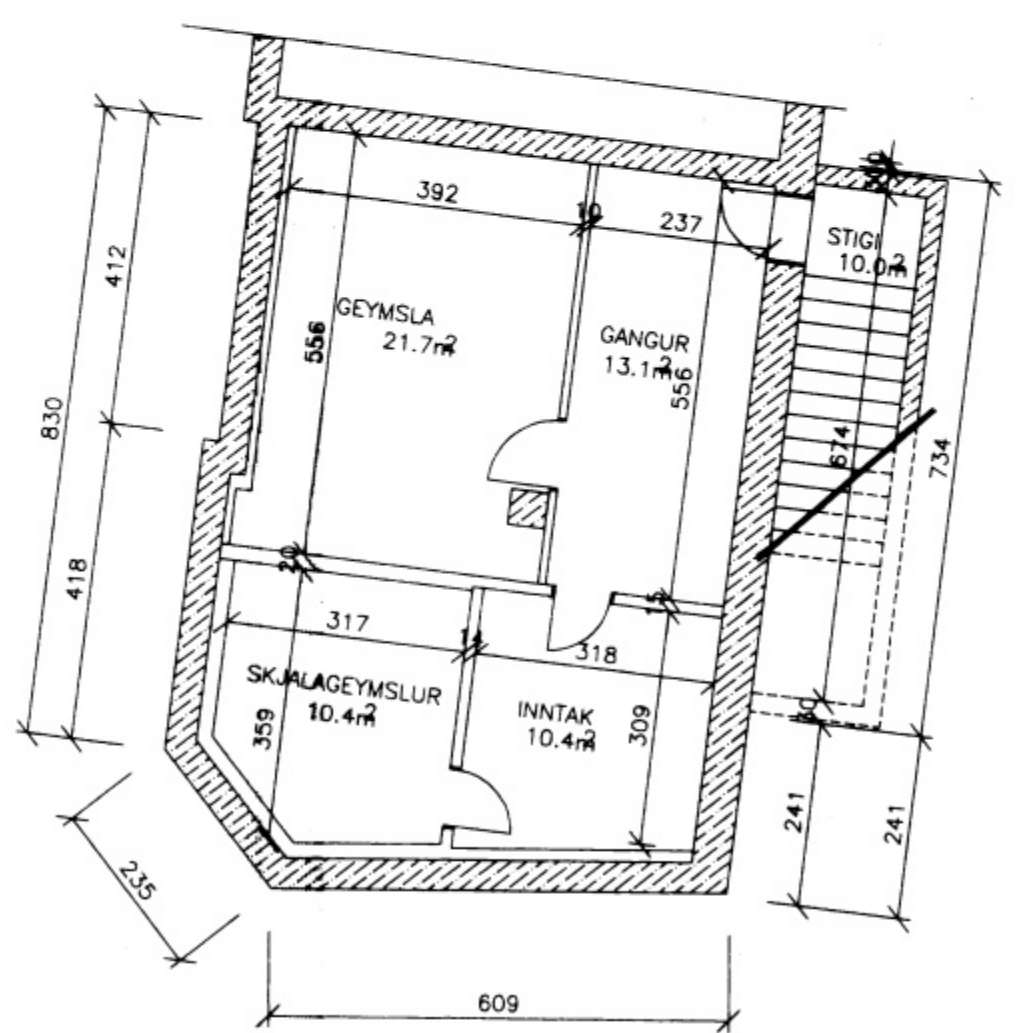 392
10
237
STIGI
10.0m²
412
GEYMSLA
21.7m²
GANGUR
13.1m²
556
556
830
674
734
418
20
15
317
14
318
SKJALAGEYMSLUR
10.4m²
INNTAK
10.4m²
359
309
30
241
241
235
609